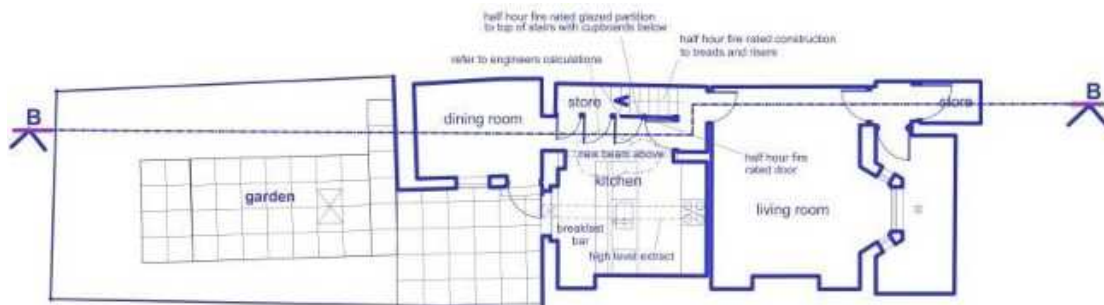 half hour fire rated glazed partition
to top of stairs with cupboards below
half hour fire rated construction
to treads and risers
refer to engineers calculations
B
B
store
store
dining room
new beam above
half hour fire
rated door
kitchen
garden
living room
breakfast
bar
high level extract